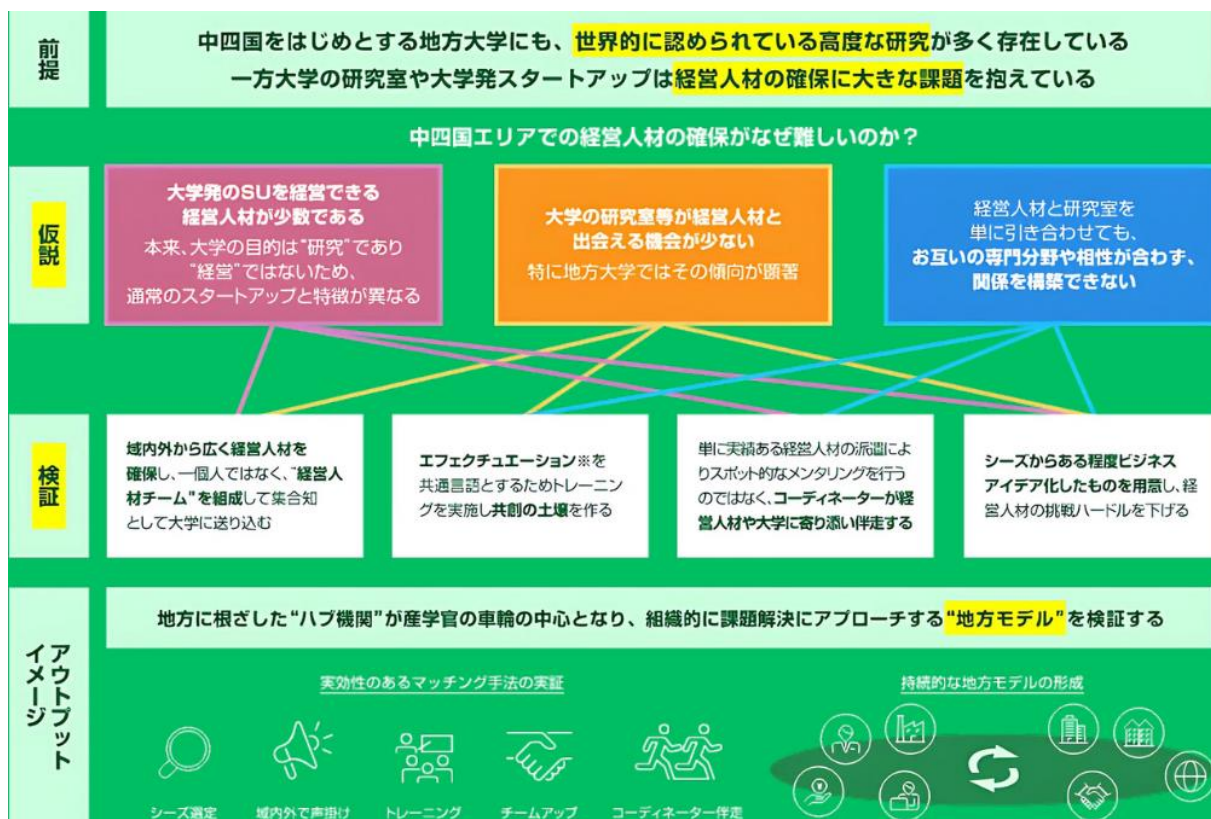 前提
中四国をはじめとする地方大学にも、世界的に認められている高度な研究が多く存在している
一方大学の研究室や大学発スタートアップは経営人材の確保に大きな課題を抱えている
中四国エリアでの経営人材の確保がなぜ難しいのか？
仮説
大学発のSUを経営できる
経営人材が少数である
本来、大学の目的は“研究”であり
“経営”ではないため、
通常のスタートアップと特徴が異なる
大学の研究室等が経営人材と
出会える機会が少ない
特に地方大学ではその傾向が顕著
経営人材と研究室を
単に引き合わせても、
お互いの専門分野や相性が合わず、
関係を構築できない
検証
域内外から広く経営人材を
確保し、一個人ではなく、“経営人
材チーム”を組成して集合知
として大学に送り込む
エフェクチュエーション※を
共通言語とするためトレーニン
グを実施し共創の土壌を作る
単に実績ある経営人材の派遣によ
りスポット的なメンタリングを行う
のではなく、コーディネーターが経
営人材や大学に寄り添い伴走する
シーズからある程度ビジネス
アイデア化したものを用意し、経
営人材の挑戦ハードルを下げる
アウトプット
イメージ
地方に根ざした“ハブ機関”が産学官の車輪の中心となり、組織的に課題解決にアプローチする“地方モデル”を検証する
実効性のあるマッチング手法の実証
持続的な地方モデルの形成
シーズ選定
域内外で声掛け
トレーニング
チームアップ
コーディネーター伴走